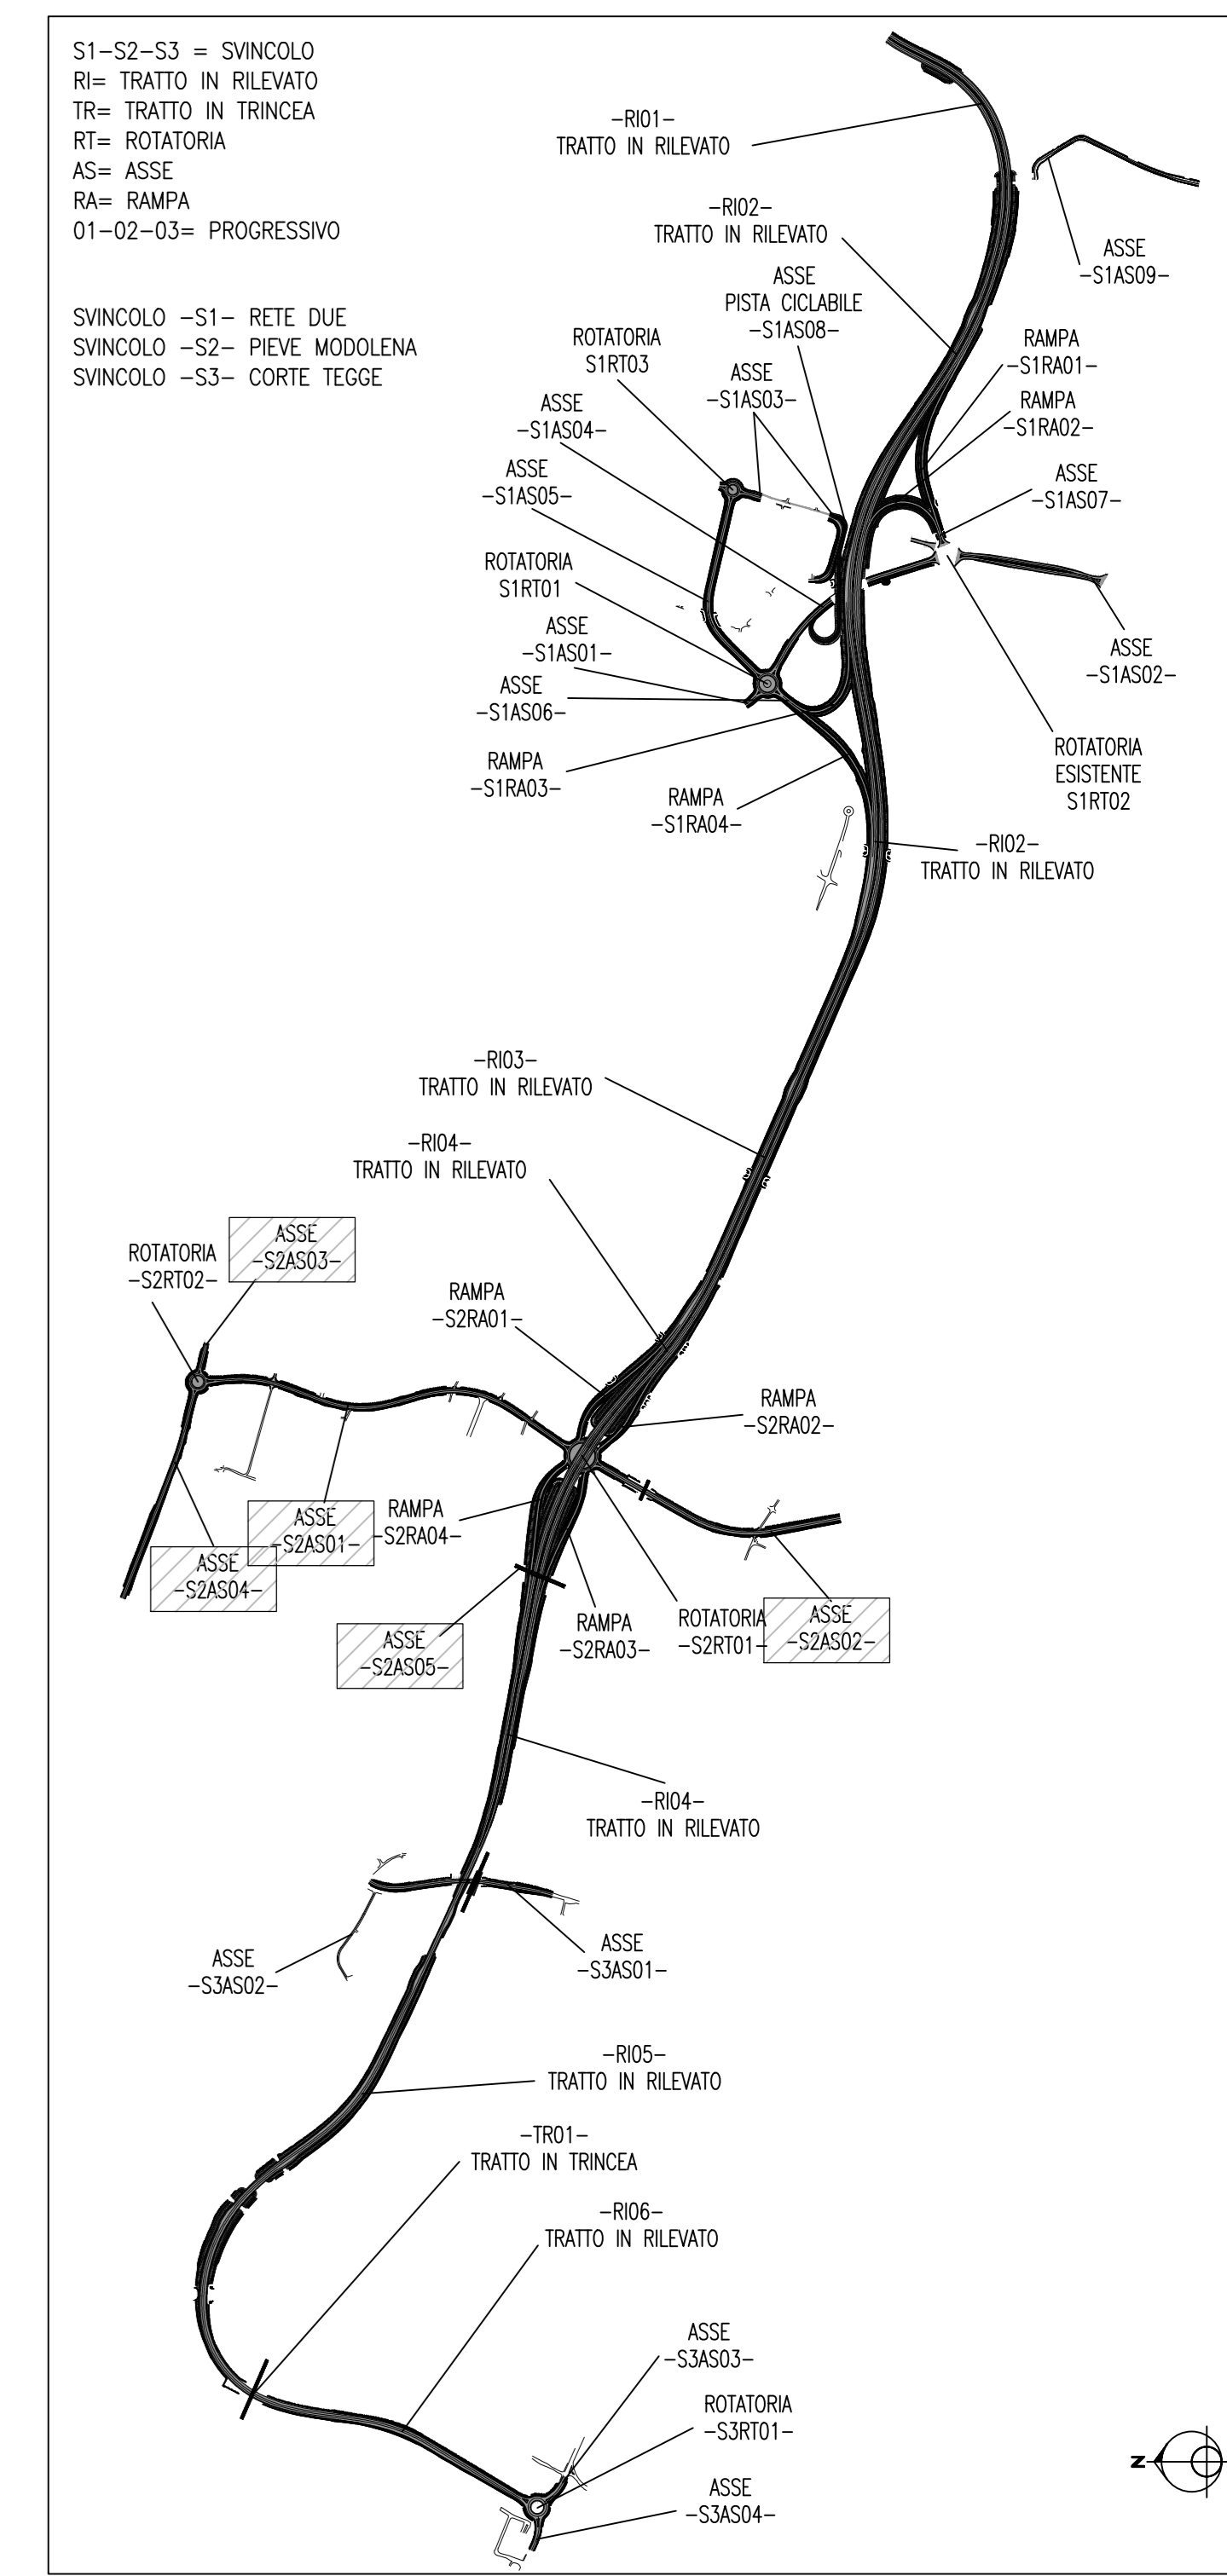 S1-S2-S3 = SVINCOLO
RI= TRATTO IN RILEVATO
TR= TRATTO IN TRINCEA
RT= ROTATORIA
AS= ASSE
RA= RAMPA
01-02-03= PROGRESSIVO
SVINCOLO -S1- RETE DUE
SVINCOLO -S2- PIEVE MODOLENA
SVINCOLO -S3- CORTE TEGGE
-RI01-
TRATTO IN RILEVATO
-RI02-
TRATTO IN RILEVATO
ASSE
-S1AS09-
ASSE
PISTA CICLABILE
-S1AS08-
ROTATORIA
S1RT03
ASSE
-S1AS03-
RAMPA
-S1RA01-
ASSE
-S1AS04-
RAMPA
-S1RA02-
ASSE
-S1AS05-
ASSE
-S1AS07-
ROTATORIA
S1RT01
ASSE
-S1AS01-
ASSE
-S1AS02-
ASSE
-S1AS06-
RAMPA
-S1RA03-
ROTATORIA
ESISTENTE
S1RT02
RAMPA
-S1RA04-
-RI02-
TRATTO IN RILEVATO
-RI03-
TRATTO IN RILEVATO
-RI04-
TRATTO IN RILEVATO
ASSE
-S2AS03-
ROTATORIA
-S2RT02-
RAMPA
-S2RA01-
RAMPA
-S2RA02-
ASSE
-S2AS01-
RAMPA
-S2RA04-
ASSE
-S2AS04-
RAMPA
-S2RA03-
ROTATORIA
-S2RT01-
ASSE
-S2AS02-
ASSE
-S2AS05-
-RI04-
TRATTO IN RILEVATO
ASSE
-S3AS02-
ASSE
-S3AS01-
-RI05-
TRATTO IN RILEVATO
-TR01-
TRATTO IN TRINCEA
-RI06-
TRATTO IN RILEVATO
ASSE
-S3AS03-
ROTATORIA
-S3RT01-
ASSE
-S3AS04-
N